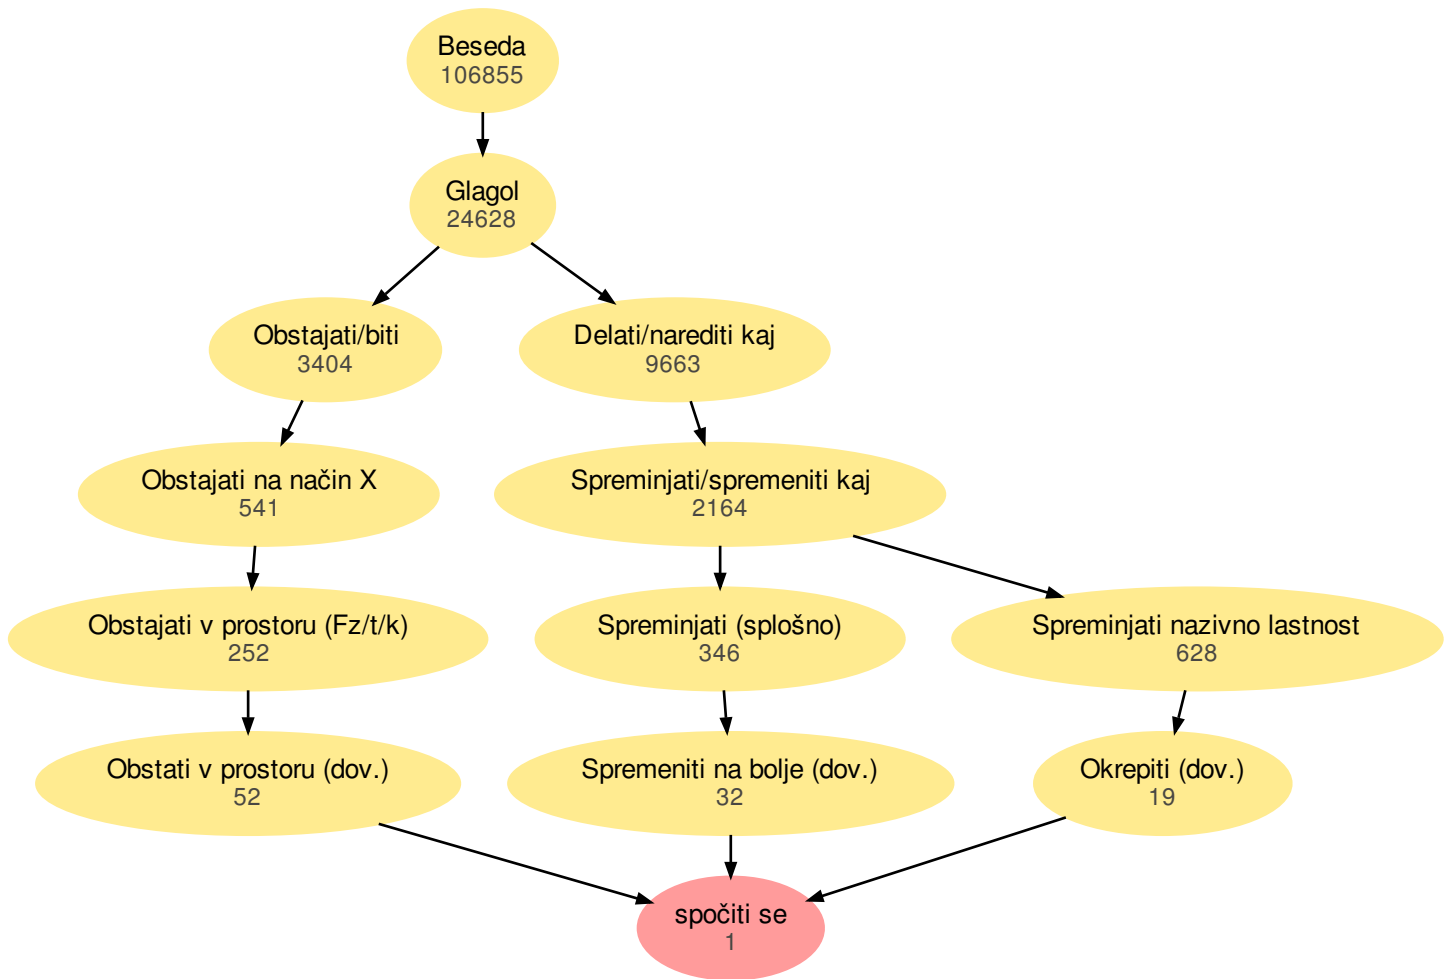 Beseda
106855
Glagol
24628
Obstajati/biti
3404
Delati/narediti kaj
9663
Obstajati na način X
541
Spreminjati/spremeniti kaj
2164
Obstajati v prostoru (Fz/t/k)
252
Spreminjati (splošno)
346
Spreminjati nazivno lastnost
628
Obstati v prostoru (dov.)
52
Spremeniti na bolje (dov.)
32
Okrepiti (dov.)
19
spočiti se
1